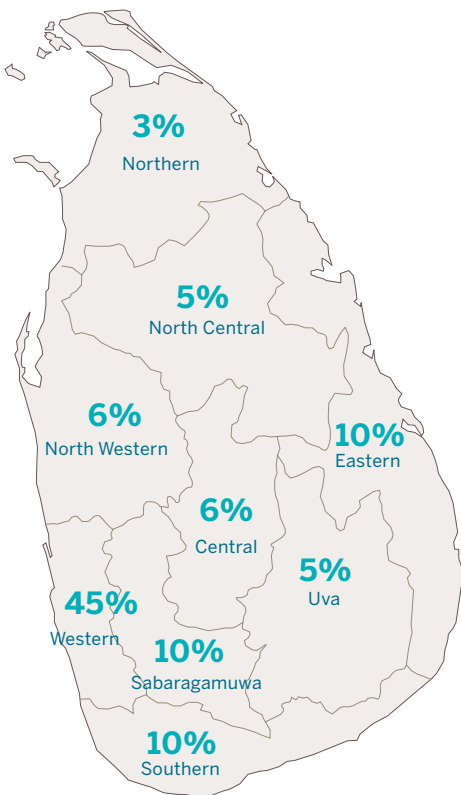 3%
Northern
5%
North Central
6%
North Western
10%
Eastern
6%
Central
5%
Uva
45%
Western
10%
Sabaragamuwa
10%
Southern